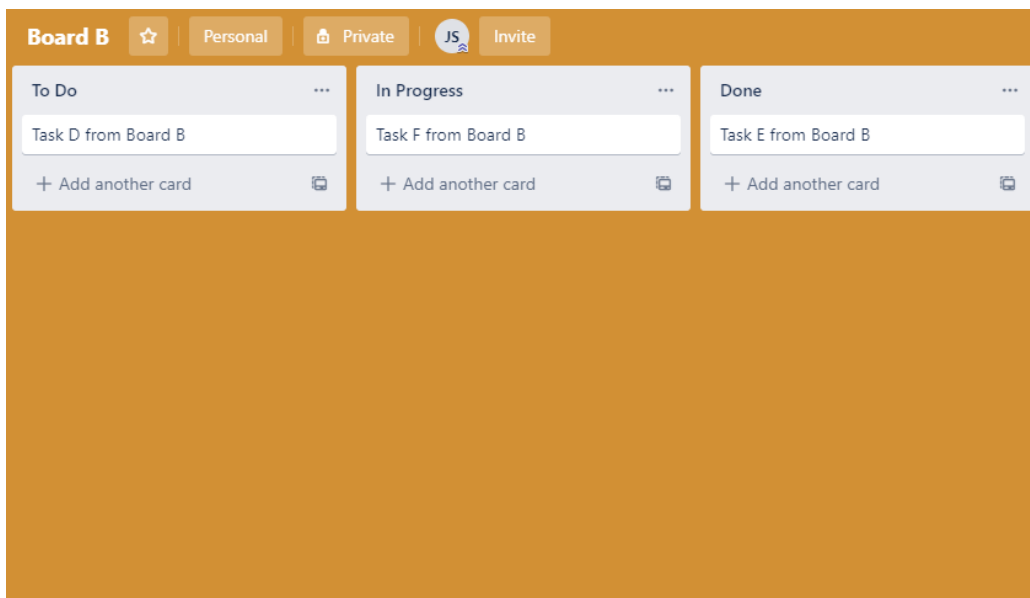 Board B Personal Private JS Invite
To Do ...
Task D from Board B
+ Add another card
In Progress ...
Task F from Board B
+ Add another card
Done ...
Task E from Board B
+ Add another card